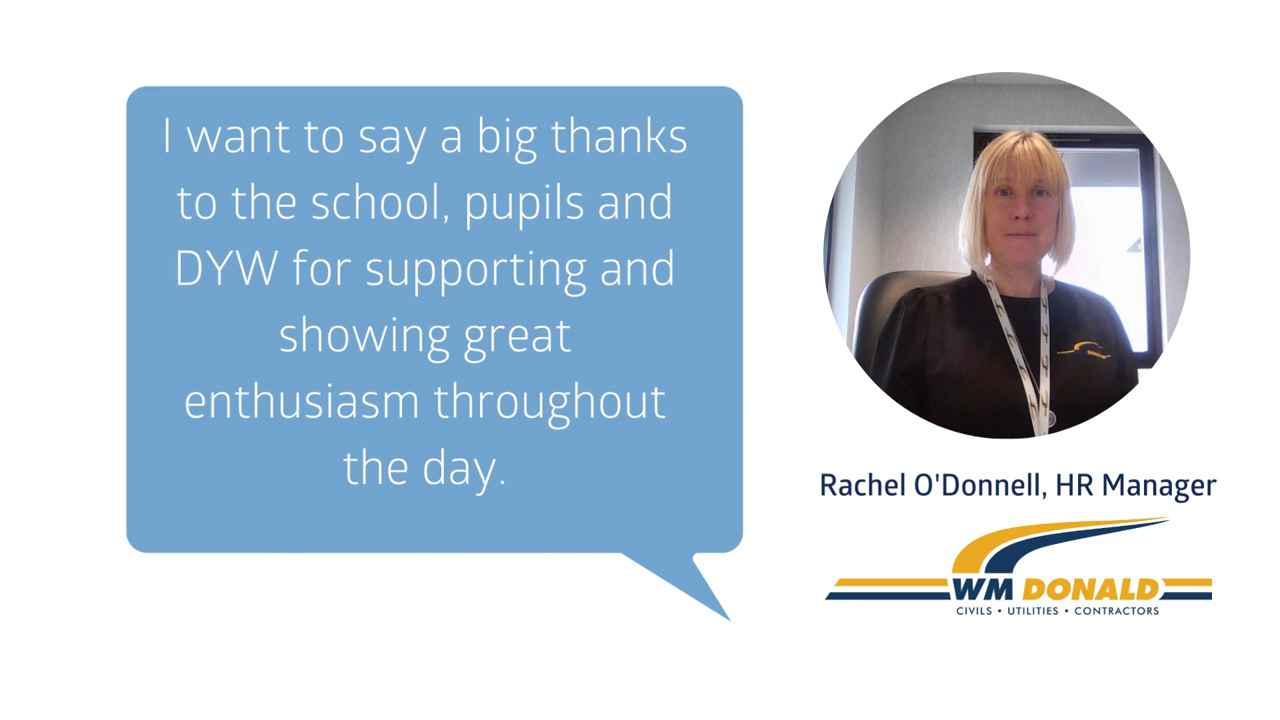 I want to say a big thanks
to the school, pupils and
DYW for supporting and
showing great
enthusiasm throughout
the day.
Rachel O'Donnell, HR Manager
WM DONALD
CIVILS • UTILITIES • CONTRACTORS